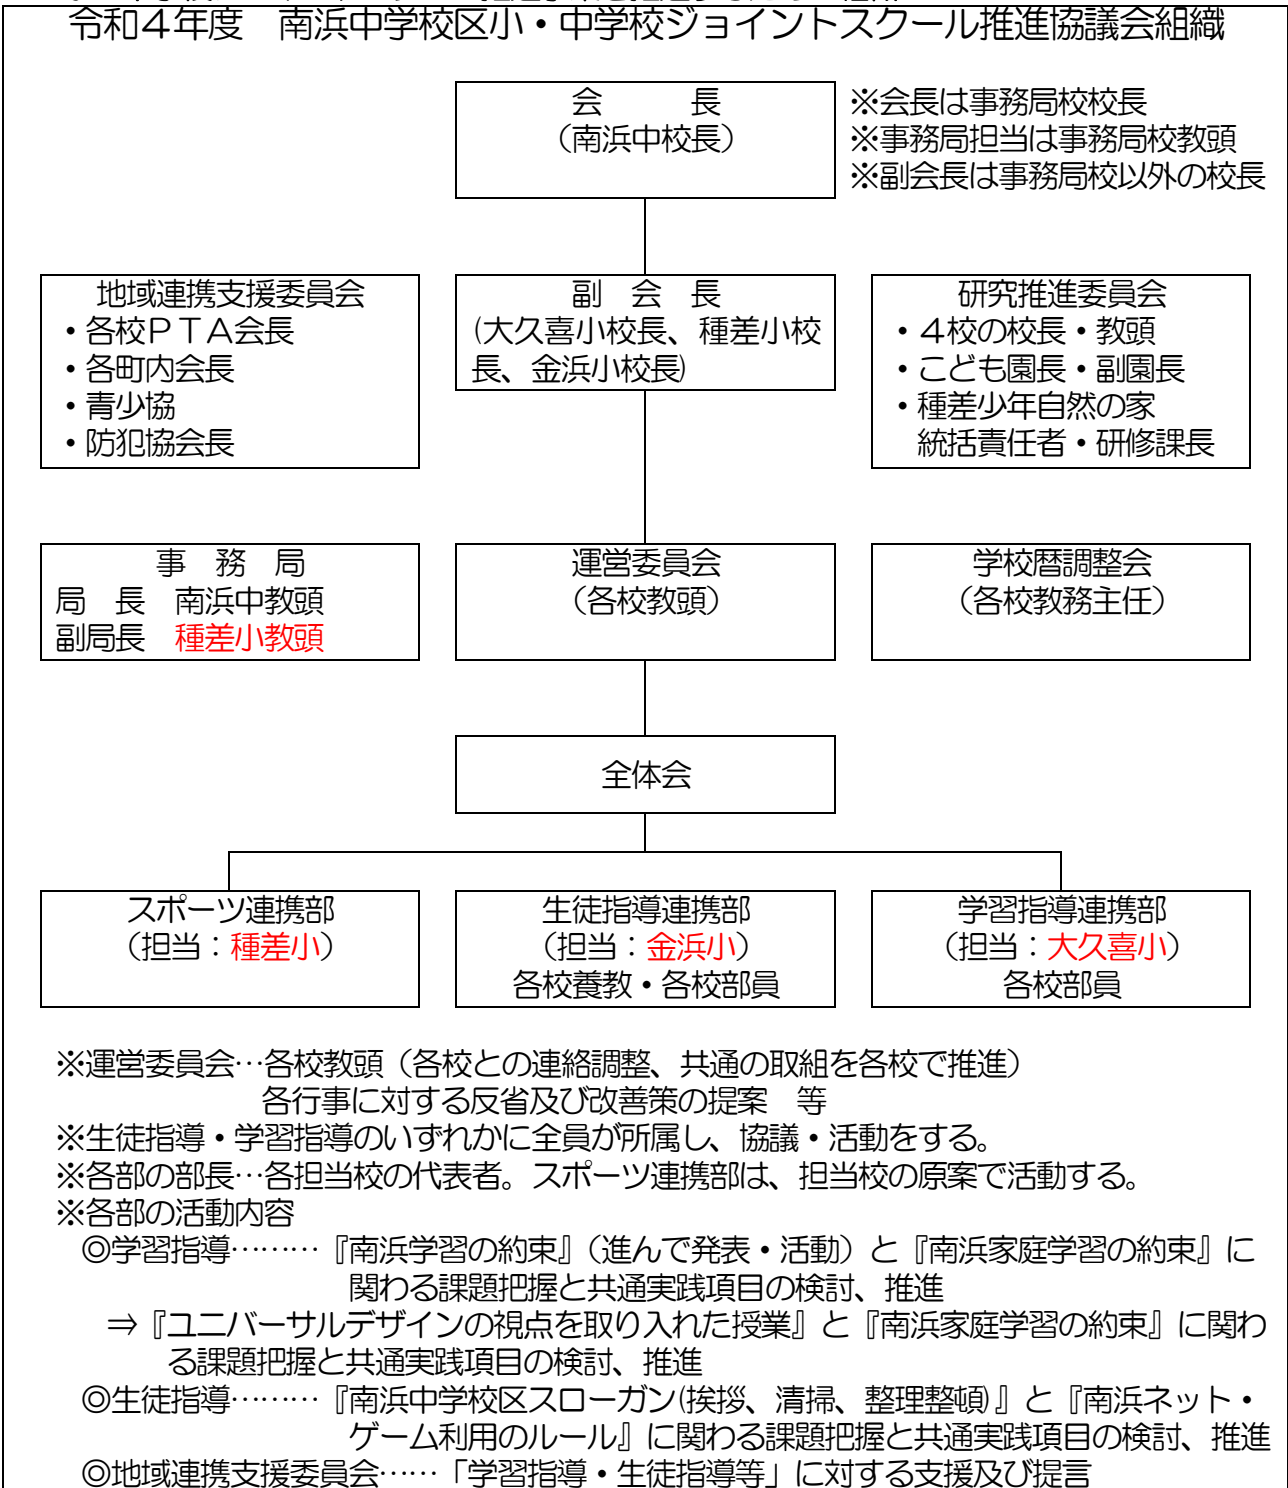 令和４年度　南浜中学校区小・中学校ジョイントスクール推進協議会組織
会　　　長
（南浜中校長）
※会長は事務局校校長
※事務局担当は事務局校教頭
※副会長は事務局校以外の校長
地域連携支援委員会
・各校ＰＴＡ会長
・各町内会長
・青少協
・防犯協会長
副　会　長
(大久喜小校長、種差小校
長、金浜小校長)
研究推進委員会
・４校の校長・教頭
・こども園長・副園長
・種差少年自然の家
統括責任者・研修課長
事　務　局
局　長　南浜中教頭
副局長　種差小教頭
運営委員会
（各校教頭）
学校暦調整会
（各校教務主任）
全体会
スポーツ連携部
（担当：種差小）
生徒指導連携部
（担当：金浜小）
各校養教・各校部員
学習指導連携部
（担当：大久喜小）
各校部員
※運営委員会…各校教頭（各校との連絡調整、共通の取組を各校で推進）
各行事に対する反省及び改善策の提案　等
※生徒指導・学習指導のいずれかに全員が所属し、協議・活動をする。
※各部の部長…各担当校の代表者。スポーツ連携部は、担当校の原案で活動する。
※各部の活動内容
◎学習指導………『南浜学習の約束』（進んで発表・活動）と『南浜家庭学習の約束』に
関わる課題把握と共通実践項目の検討、推進
⇒『ユニバーサルデザインの視点を取り入れた授業』と『南浜家庭学習の約束』に関わ
る課題把握と共通実践項目の検討、推進
◎生徒指導………『南浜中学校区スローガン(挨拶、清掃、整理整頓)』と『南浜ネット・
ゲーム利用のルール』に関わる課題把握と共通実践項目の検討、推進
◎地域連携支援委員会……「学習指導・生徒指導等」に対する支援及び提言